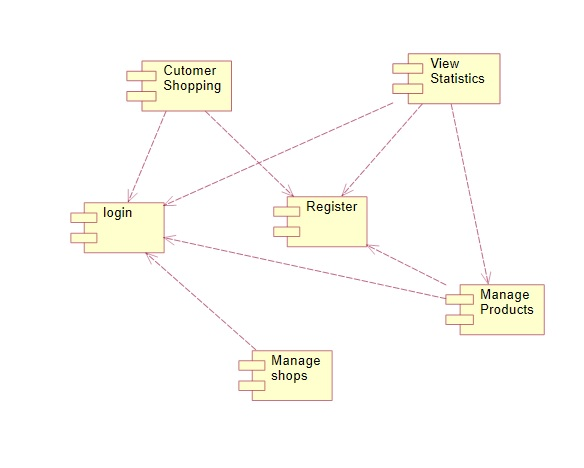 Cutomer
Shopping
View
Statistics
login
Register
Manage
Products
Manage
shops